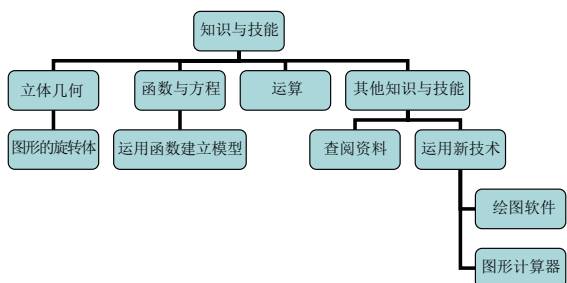 知识与技能
立体几何
函数与方程
运算
其他知识与技能
图形的旋转体
运用函数建立模型
查阅资料
运用新技术
绘图软件
图形计算器